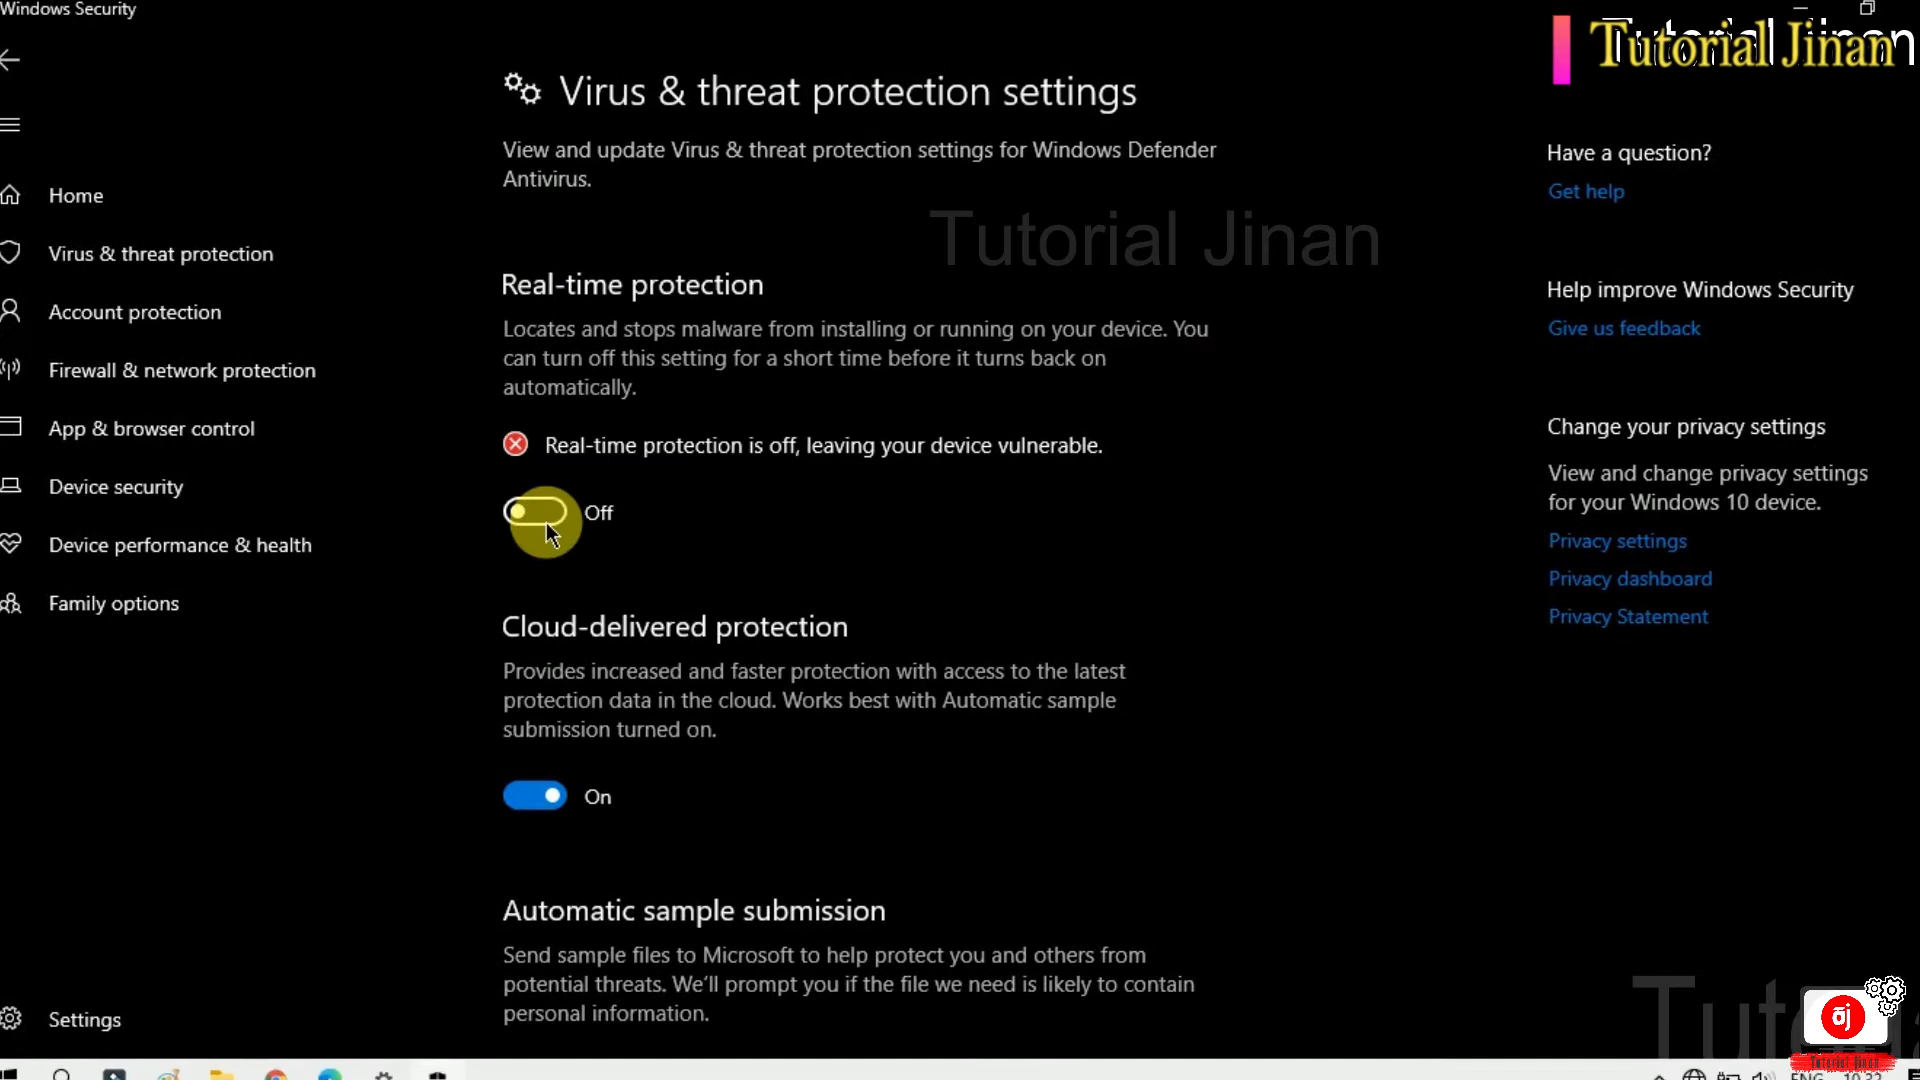 Windows Security
Tutorial Jinan
Virus & threat protection settings
View and update Virus & threat protection settings for Windows Defender
Antivirus.
Tutorial Jinan
Home
Virus & threat protection
Account protection
Firewall & network protection
App & browser control
Device security
Device performance & health
Family options
Settings
Real-time protection
Locates and stops malware from installing or running on your device. You
can turn off this setting for a short time before it turns back on
automatically.
Real-time protection is off, leaving your device vulnerable.
Off
Cloud-delivered protection
Provides increased and faster protection with access to the latest
protection data in the cloud. Works best with Automatic sample
submission turned on.
On
Automatic sample submission
Send sample files to Microsoft to help protect you and others from
potential threats. We'll prompt you if the file we need is likely to contain
personal information.
Have a question?
Get help
Help improve Windows Security
Give us feedback
Change your privacy settings
View and change privacy settings
for your Windows 10 device.
Privacy settings
Privacy dashboard
Privacy Statement
Tutorial Jinan
ENG
10.32